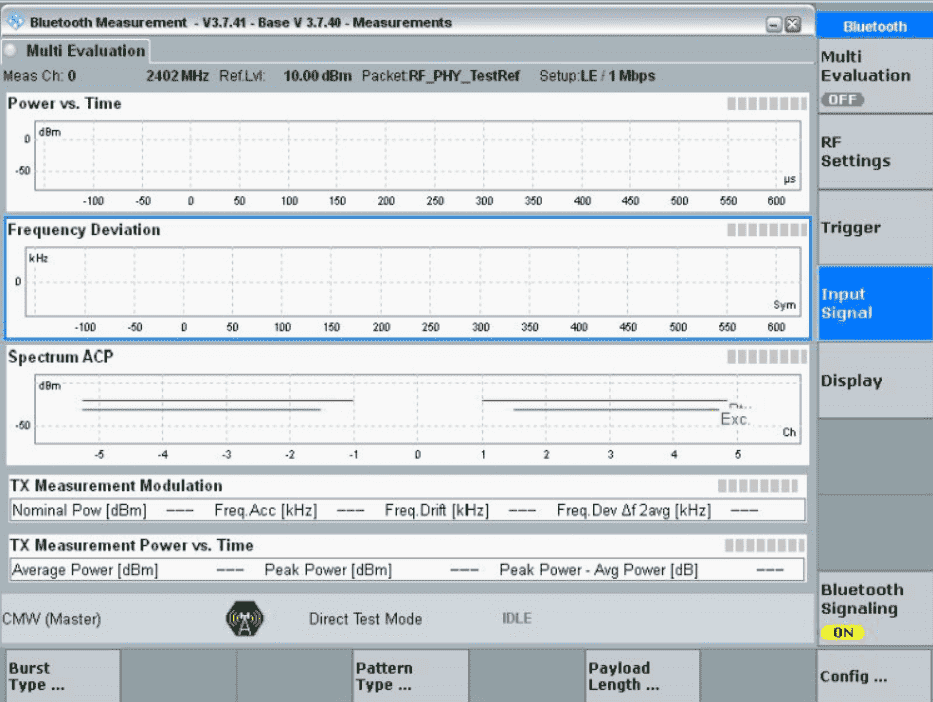 Bluetooth Measurement - V3.7.41 - Base V 3.7.40 - Measurements
Bluetooth
Multi Evaluation
Multi
Evaluation
OFF
Meas Ch: 0 2402 MHz Ref.Lvl: 10.00 dBm Packet:RF_PHY_TestRef Setup:LE / 1 Mbps
Power vs. Time
dBm
0
-50
µs
-100 -50 0 50 100 150 200 250 300 350 400 450 500 550 600
RF
Settings
Trigger
Frequency Deviation
kHz
0
Sym
-100 -50 0 50 100 150 200 250 300 350 400 450 500 550 600
Input
Signal
Spectrum ACP
dBm
-50
Exc.
Ch
-5 -4 -3 -2 -1 0 1 2 3 4 5
Display
TX Measurement Modulation
Nominal Pow [dBm] --- Freq.Acc [kHz] --- Freq.Drift [kHz] --- Freq.Dev Δf2avg [kHz] ---
TX Measurement Power vs. Time
Average Power [dBm] --- Peak Power [dBm] --- Peak Power - Avg Power [dB] ---
CMW (Master) Direct Test Mode IDLE
Bluetooth
Signaling
ON
Burst
Type ...
Pattern
Type ...
Payload
Length ...
Config ...